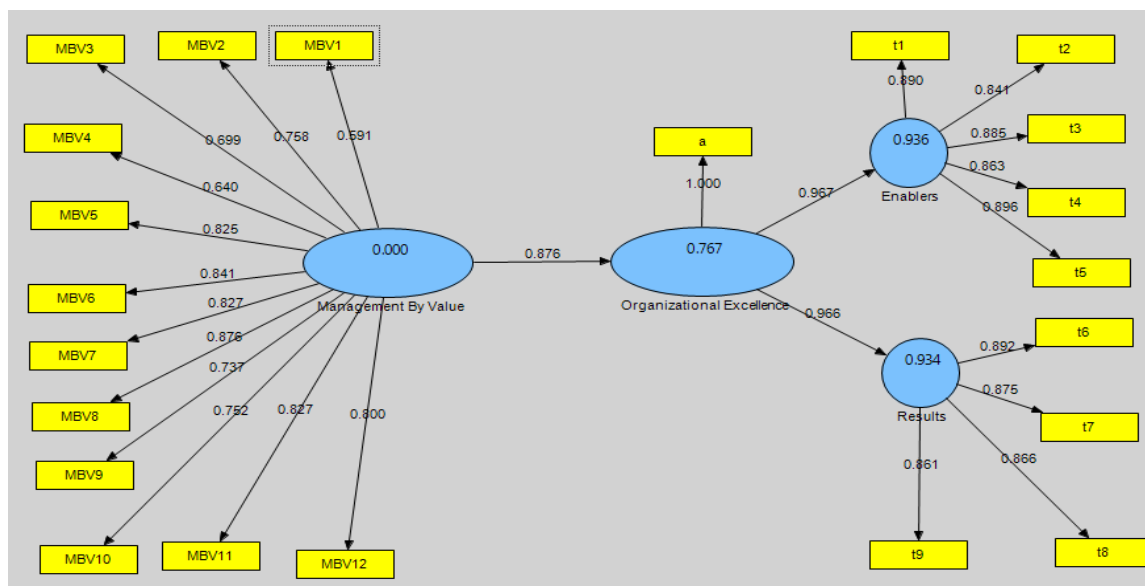 MBV3
MBV2
MBV1
t1
t2
0.890
0.841
MBV4
0.699
0.758
0.591
a
0.936
0.885
t3
0.640
0.863
MBV5
1.000
0.967
Enablers
t4
0.825
0.896
0.000
0.876
0.767
t5
MBV6
0.841
Management By Value
Organizational Excellence
0.827
0.966
t6
MBV7
0.876
0.892
0.737
0.934
0.875
MBV8
0.752
0.827
0.800
Results
t7
0.861
0.866
MBV9
MBV10
MBV11
MBV12
t9
t8